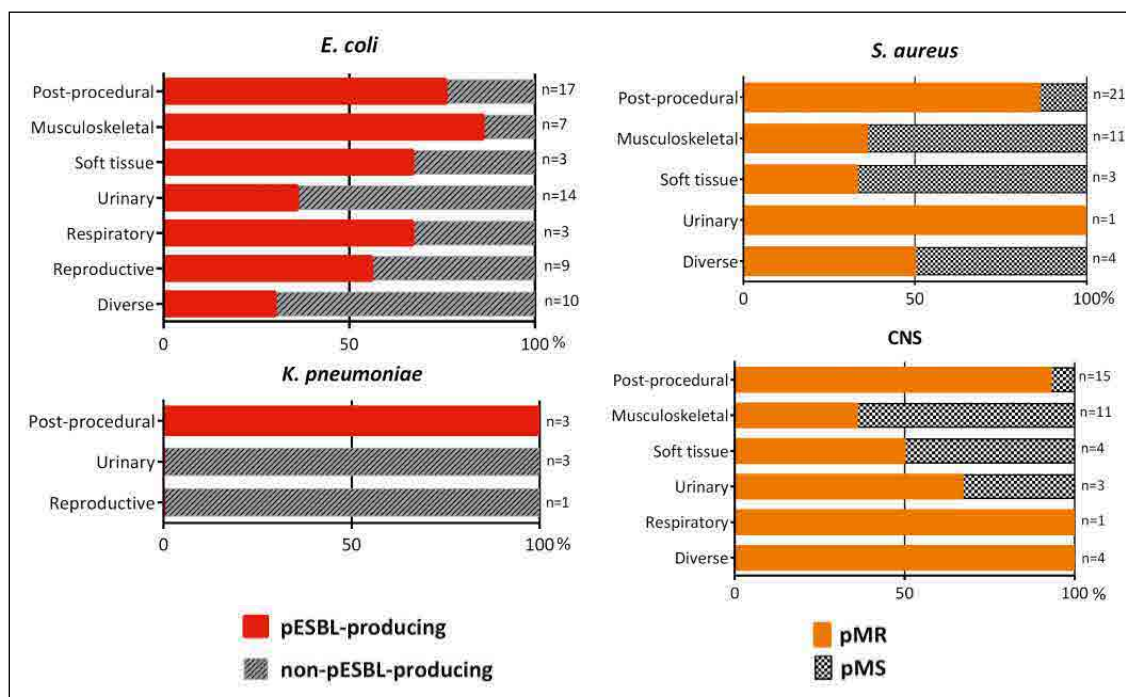 E. coli
Post-procedural n=17
Musculoskeletal n=7
Soft tissue n=3
Urinary n=14
Respiratory n=3
Reproductive n=9
Diverse n=10
0 50 100 %
K. pneumoniae
Post-procedural n=3
Urinary n=3
Reproductive n=1
0 50 100 %
pESBL-producing
non-pESBL-producing
S. aureus
Post-procedural n=21
Musculoskeletal n=11
Soft tissue n=3
Urinary n=1
Diverse n=4
0 50 100%
CNS
Post-procedural n=15
Musculoskeletal n=11
Soft tissue n=4
Urinary n=3
Respiratory n=1
Diverse n=4
0 50 100%
pMR
pMS